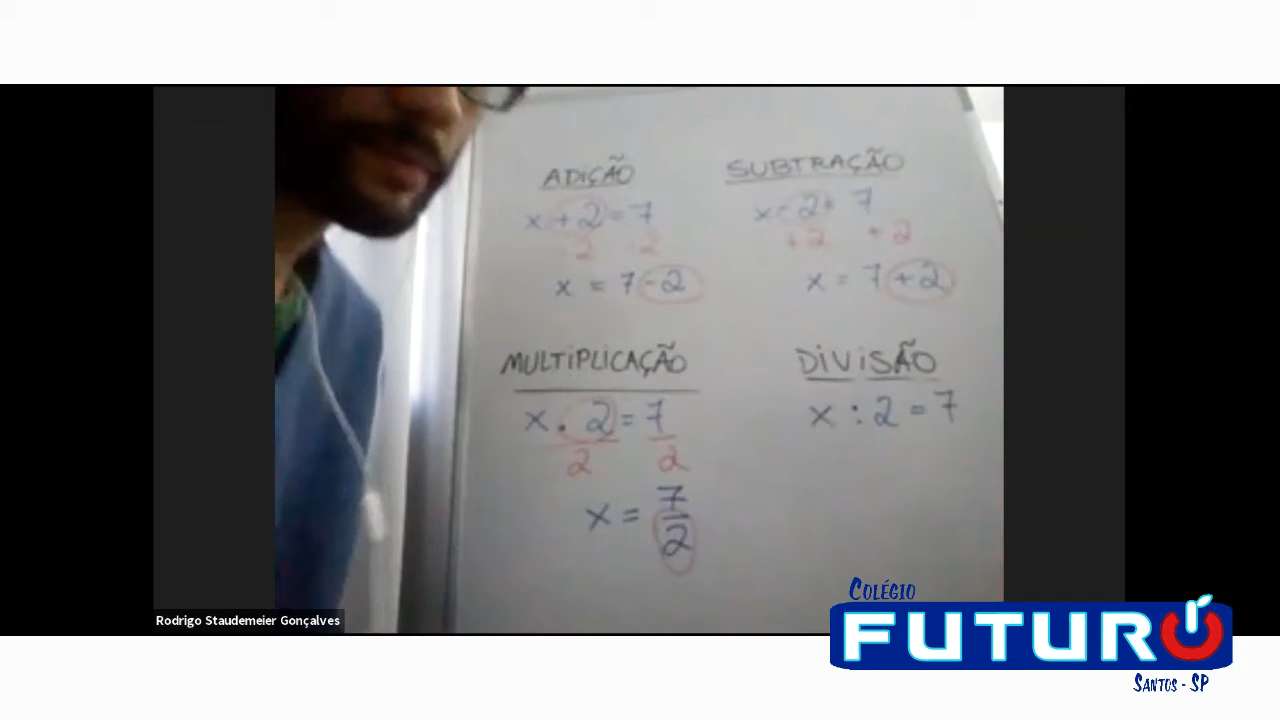 ADIÇÃO
x + 2 = 7
-2 -2
x = 7 - 2
SUBTRAÇÃO
x - 2 = 7
+2 +2
x = 7 + 2
MULTIPLICAÇÃO
x . 2 = 7
2 2
x = 7
2
DIVISÃO
x : 2 = 7
Rodrigo Staudemeier Gonçalves
COLÉGIO
FUTURO
SANTOS - SP